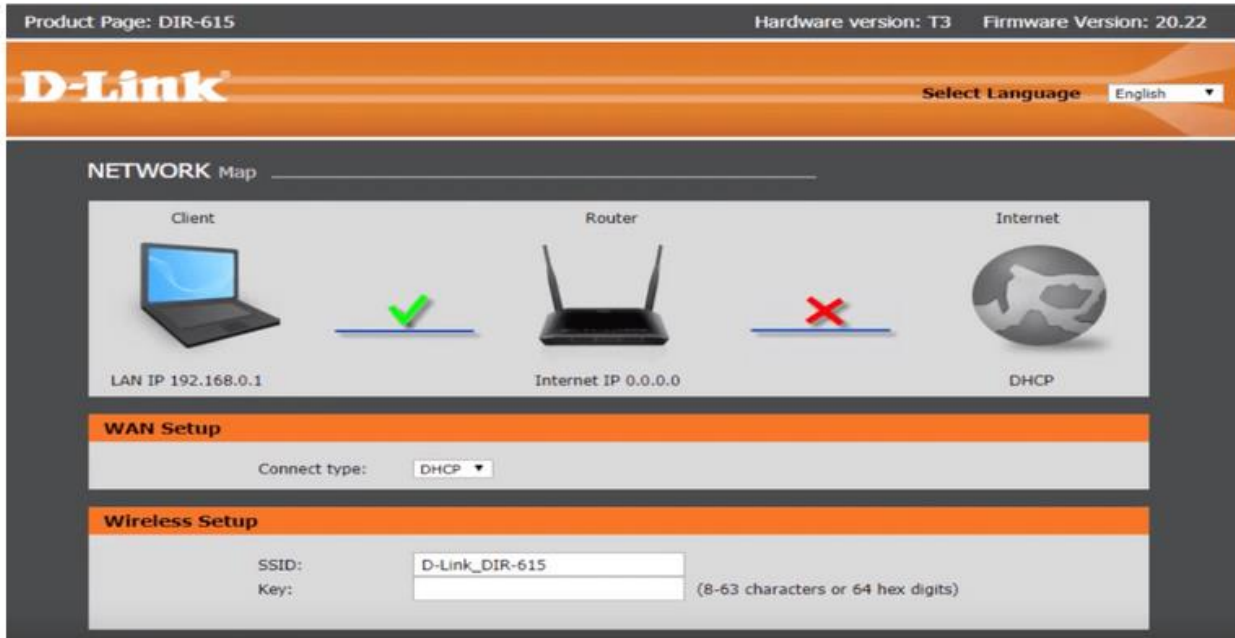 Product Page: DIR-615 Hardware version: T3 Firmware Version: 20.22
D-Link
Select Language English
NETWORK Map
Client Router Internet
LAN IP 192.168.0.1 Internet IP 0.0.0.0 DHCP
WAN Setup
Connect type: DHCP
Wireless Setup
SSID: D-Link_DIR-615
Key: (8-63 characters or 64 hex digits)